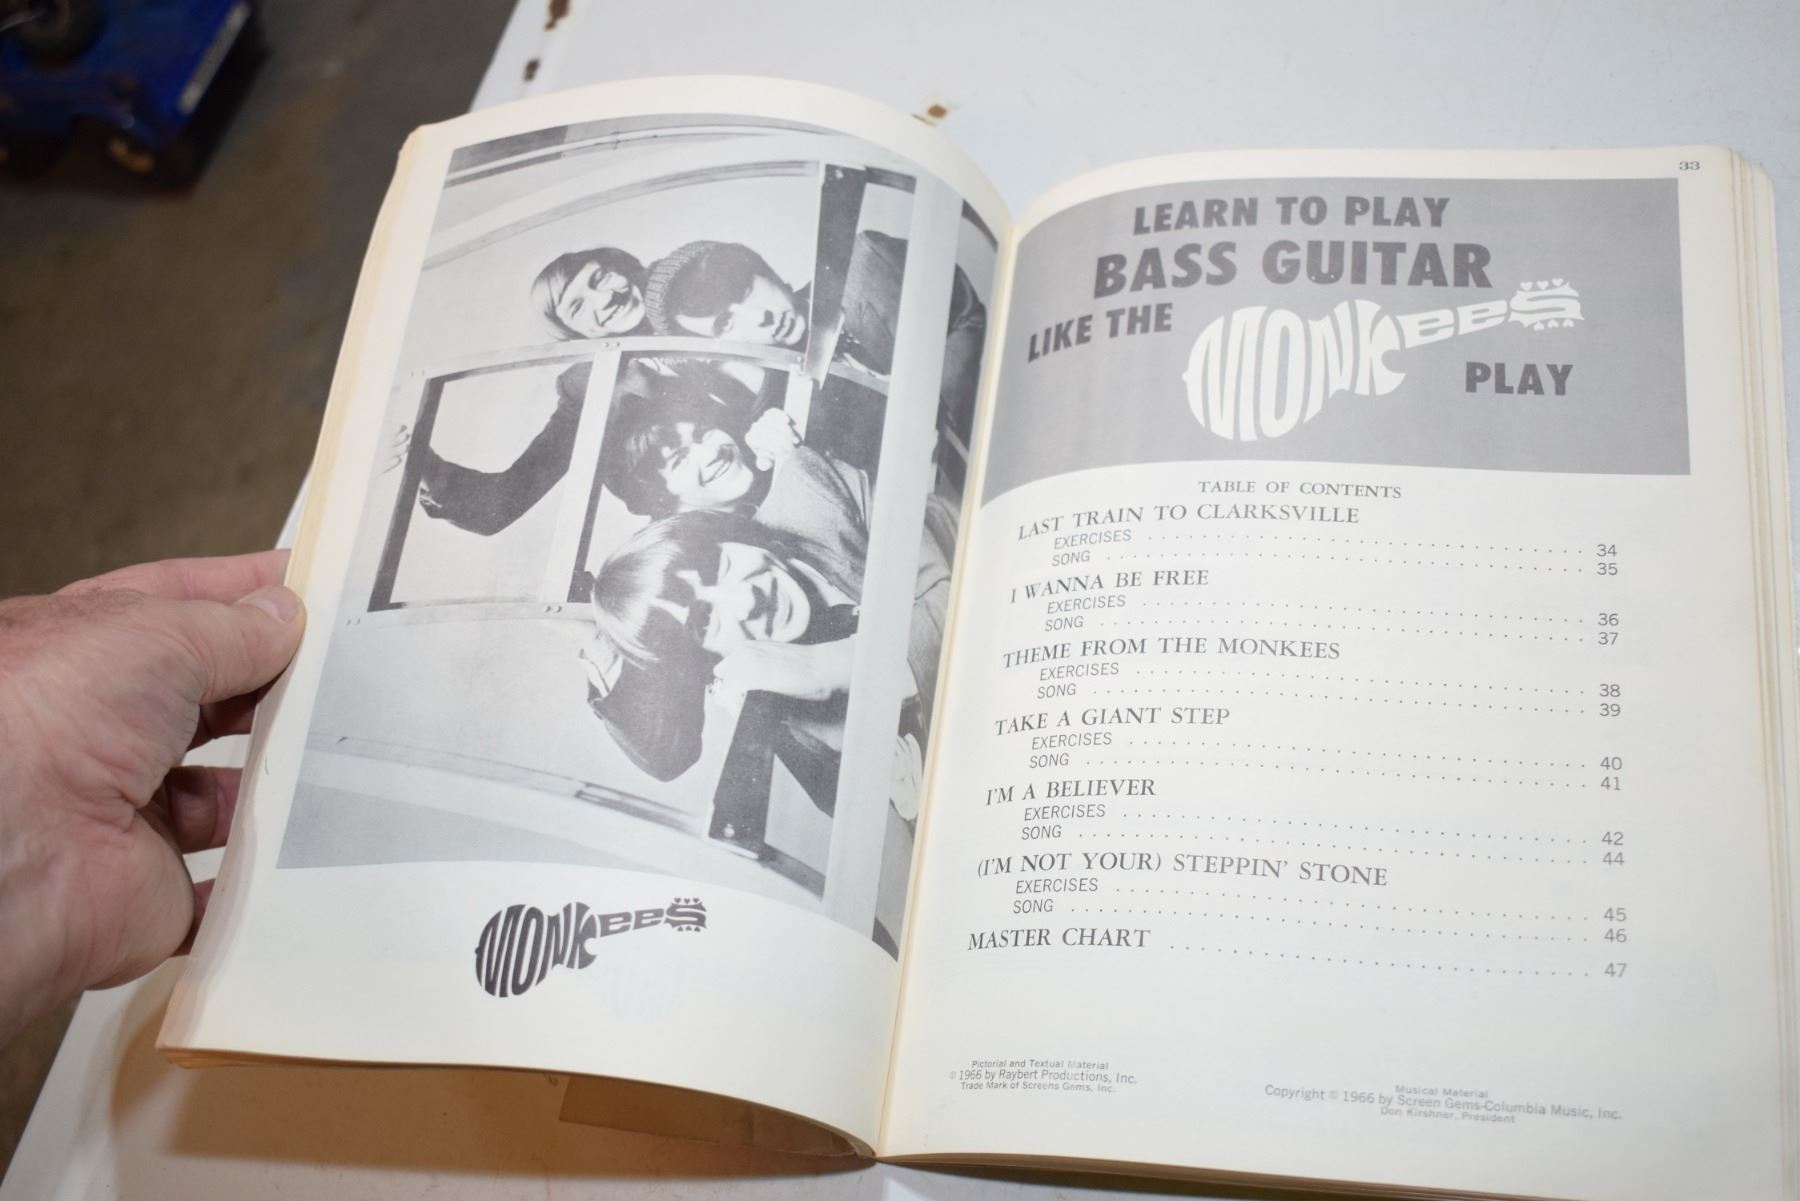 MONKEES
33
LEARN TO PLAY
BASS GUITAR
LIKE THE MONKEES PLAY
TABLE OF CONTENTS
LAST TRAIN TO CLARKSVILLE
EXERCISES . . . . . . . . . . . . . . . . . . . . 34
SONG . . . . . . . . . . . . . . . . . . . . 35
I WANNA BE FREE
EXERCISES . . . . . . . . . . . . . . . . . . . . 36
SONG . . . . . . . . . . . . . . . . . . . . 37
THEME FROM THE MONKEES
EXERCISES . . . . . . . . . . . . . . . . . . . . 38
SONG . . . . . . . . . . . . . . . . . . . . 39
TAKE A GIANT STEP
EXERCISES . . . . . . . . . . . . . . . . . . . . 40
SONG . . . . . . . . . . . . . . . . . . . . 41
I'M A BELIEVER
EXERCISES . . . . . . . . . . . . . . . . . . . . 42
SONG . . . . . . . . . . . . . . . . . . . . 44
(I'M NOT YOUR) STEPPIN' STONE
EXERCISES . . . . . . . . . . . . . . . . . . . . 45
SONG . . . . . . . . . . . . . . . . . . . . 46
MASTER CHART . . . . . . . . . . . . . . . . . . . . 47
Pictorial and Textual Material
© 1966 by Raybert Productions, Inc.
Trade Mark of Screens Gems, Inc.
Musical Material
Copyright © 1966 by Screen Gems-Columbia Music, Inc.
Don Kirshner, President